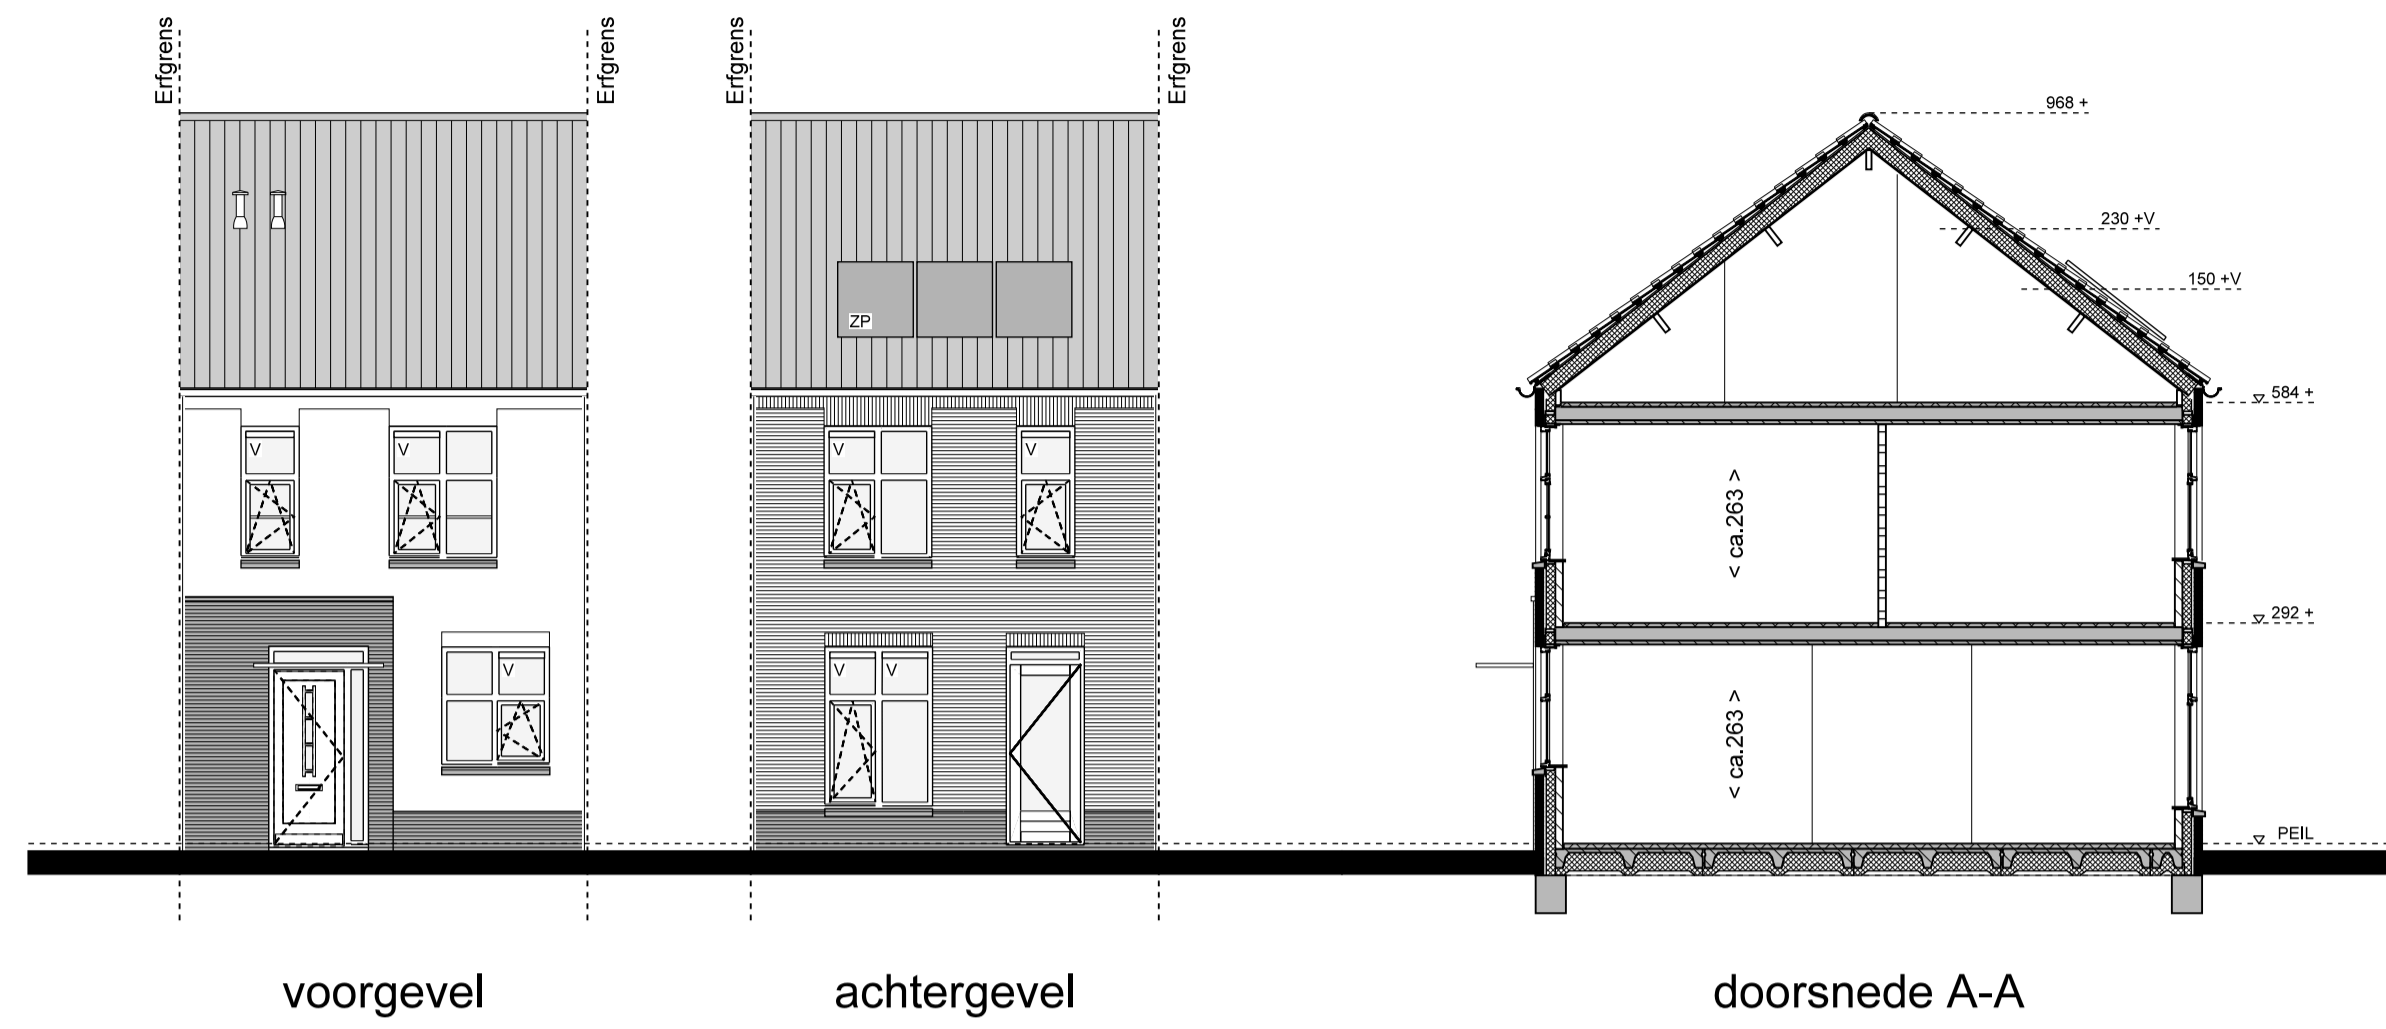 Erfgrens
Erfgrens
Erfgrens
Erfgrens
968 +
230 +V
150 +V
ZP
584 +
V
V
V
V
< ca.263 >
292 +
V
V
V
< ca.263 >
PEIL
voorgevel
achtergevel
doorsnede A-A